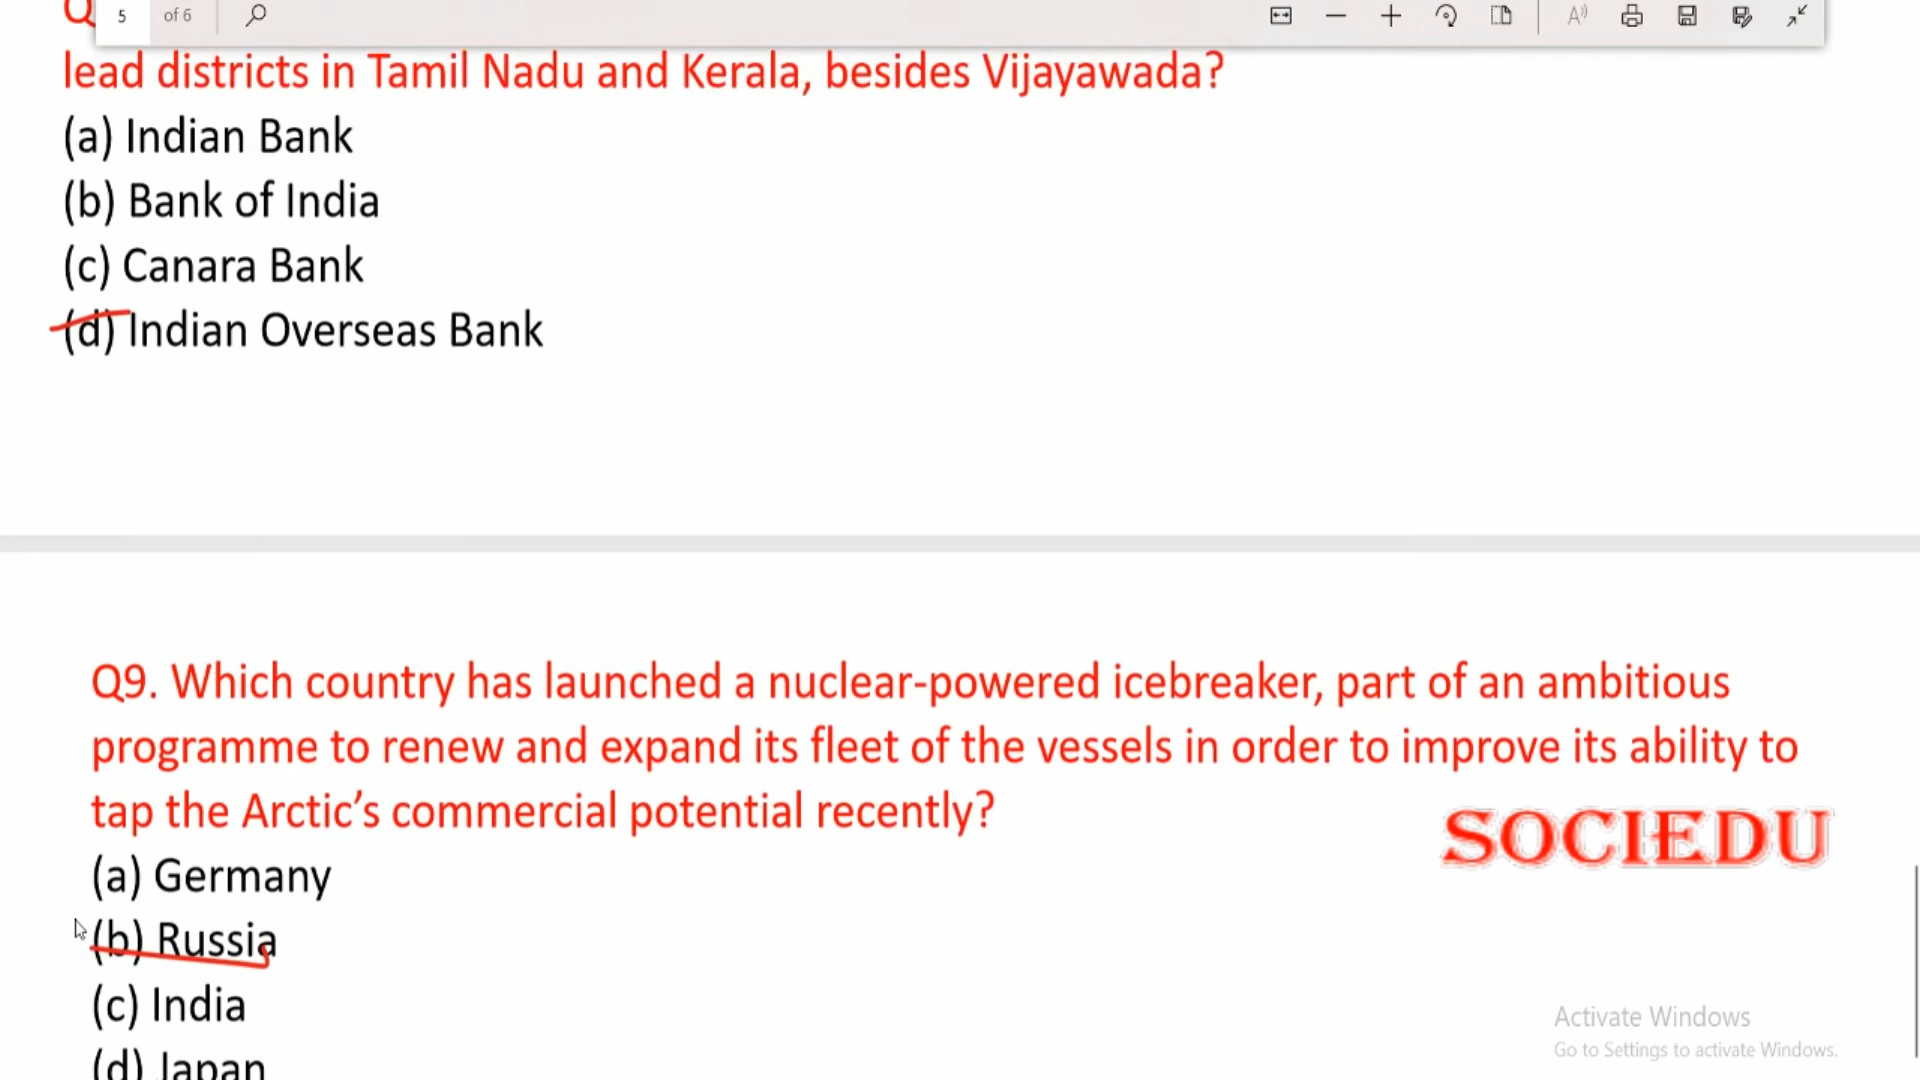 5 of 6
Q
lead districts in Tamil Nadu and Kerala, besides Vijayawada?
(a) Indian Bank
(b) Bank of India
(c) Canara Bank
(d) Indian Overseas Bank
Q9. Which country has launched a nuclear-powered icebreaker, part of an ambitious
programme to renew and expand its fleet of the vessels in order to improve its ability to
tap the Arctic’s commercial potential recently?
SOCIEDU
(a) Germany
(b) Russia
(c) India
(d) Japan
Activate Windows
Go to Settings to activate Windows.